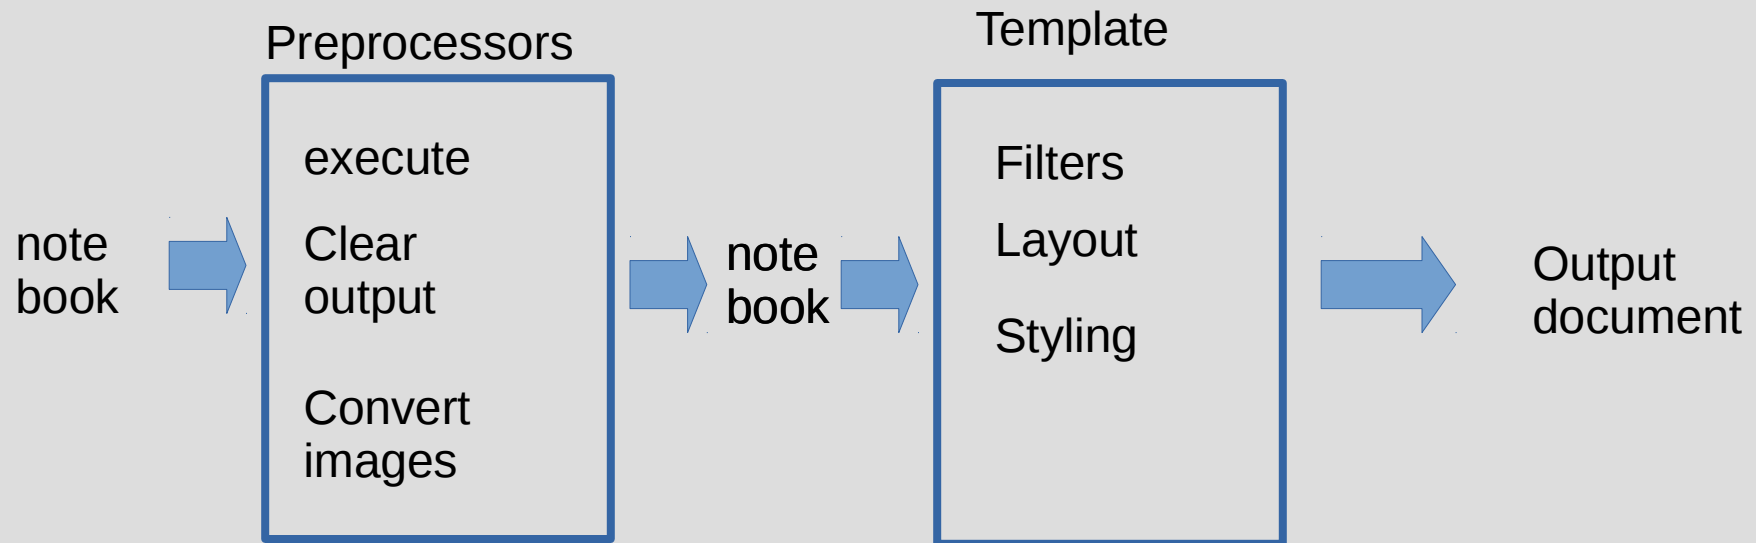 note
book
Preprocessors
execute
Clear
output
Convert
images
note
book
Template
Filters
Layout
Styling
Output
document